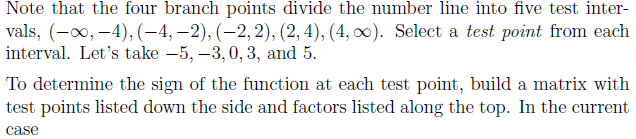 Note that the four branch points divide the number line into five test inter-
vals, (−∞, −4), (−4, −2), (−2, 2), (2, 4), (4, ∞). Select a test point from each
interval. Let's take −5, −3, 0, 3, and 5.
To determine the sign of the function at each test point, build a matrix with
test points listed down the side and factors listed along the top. In the current
case